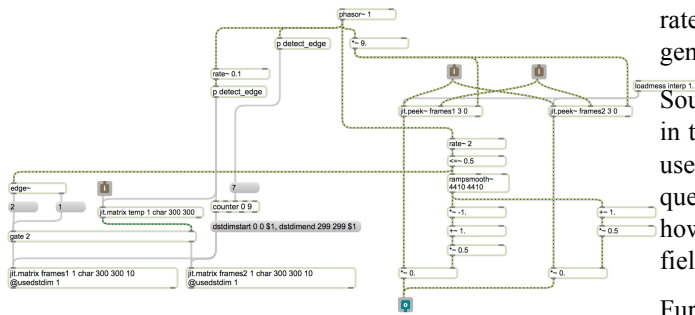 phasor~ 1
rate
p detect_edge
*~ 9.
gen
rate~ 0.1
p detect_edge
loadmess interp 1.
Sou
jit.peek~ frames1 3 0
jit.peek~ frames2 3 0
in t
rate~ 2
use
<=~ 0.5
que
edge~
7
rampsmooth~
4410 4410
how
2
1
jit.matrix temp 1 char 300 300
counter 0 9
*~ -1.
+~ 1.
fiel
dstdimstart 0 0 $1, dstdimend 299 299 $1
gate 2
+~ 1.
*~ 0.5
*~ 0.5
jit.matrix frames1 1 char 300 300 10
@usedstdim 1
jit.matrix frames2 1 char 300 300 10
@usedstdim 1
*~ 0.
*~ 0.
Fur